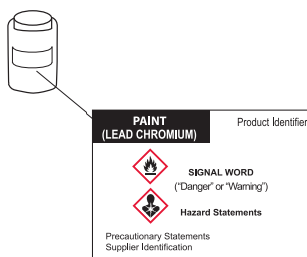 PAINT
(LEAD CHROMIUM)
Product Identifier
SIGNAL WORD
("Danger" or "Warning")
Hazard Statements
Precautionary Statements
Supplier Identification